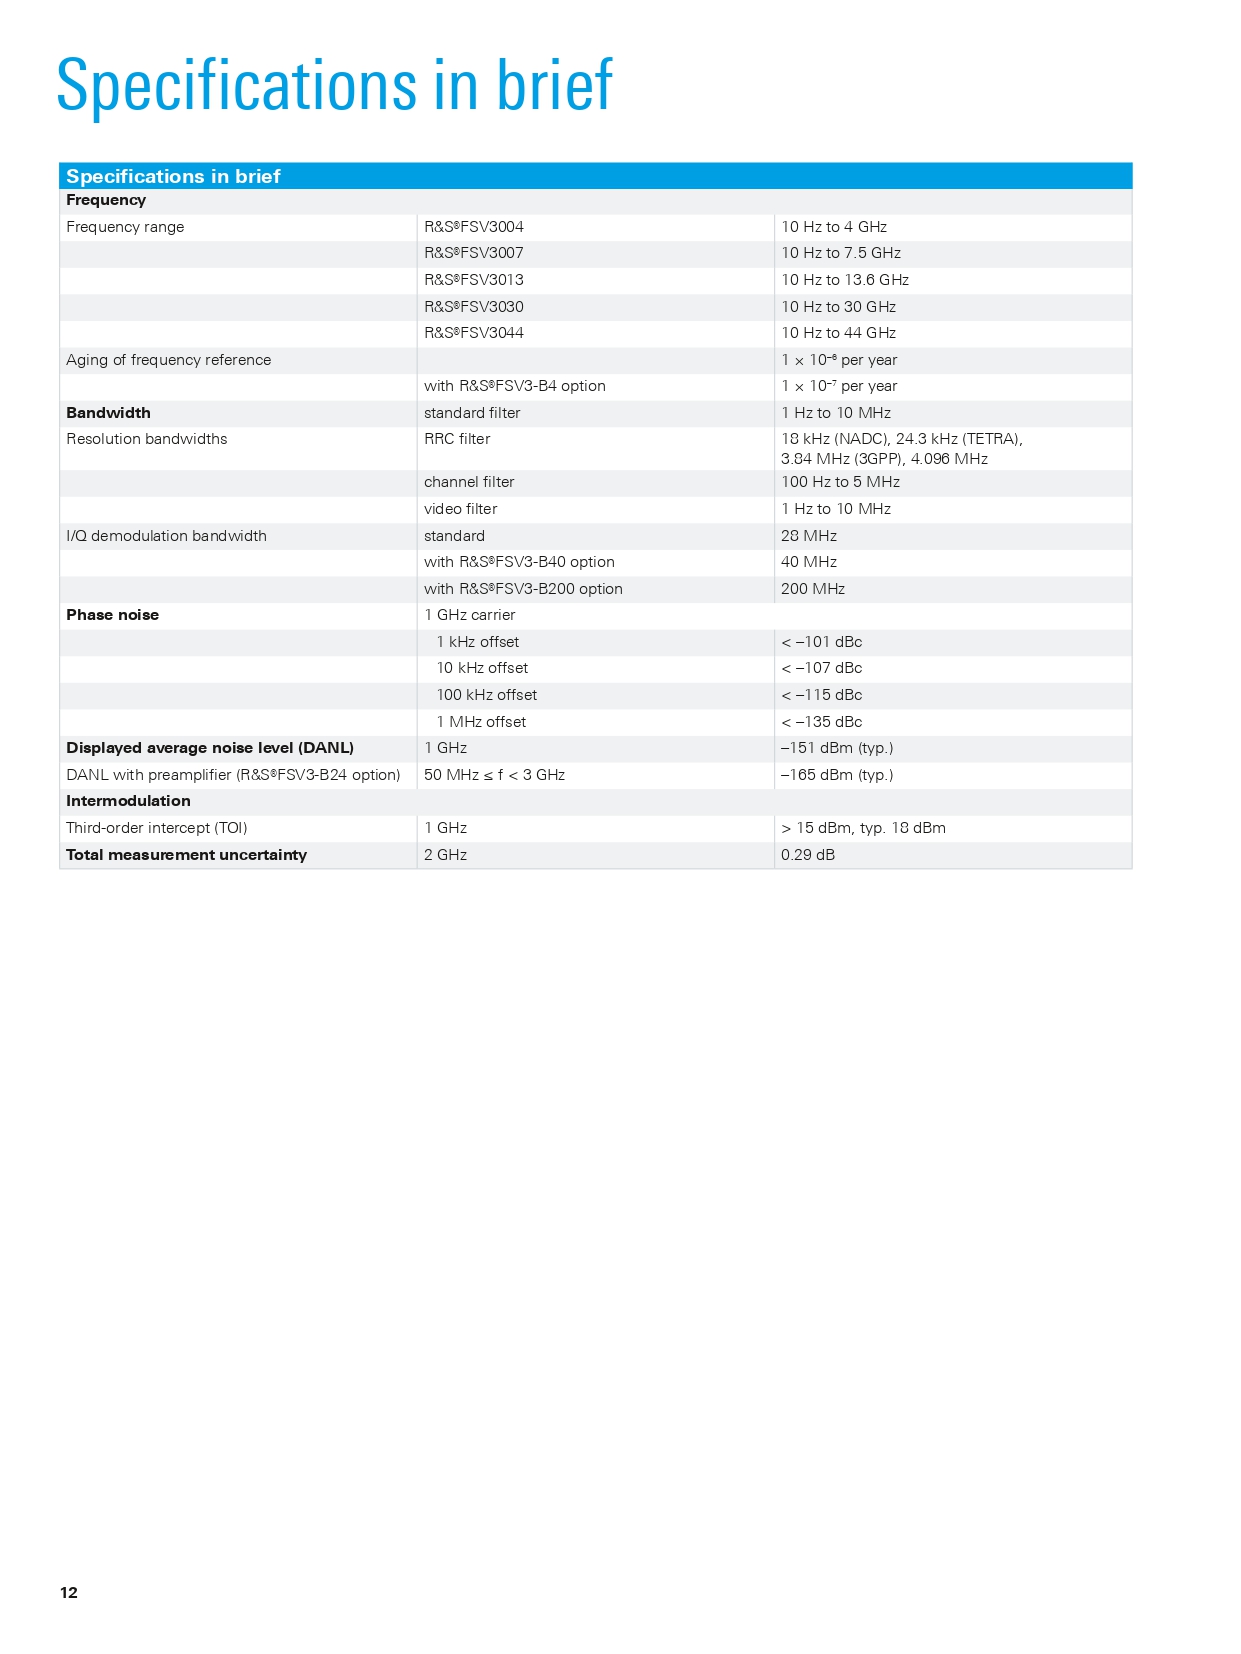 Specifications in brief
Specifications in brief
Frequency
Frequency range R&S®FSV3004 10 Hz to 4 GHz
R&S®FSV3007 10 Hz to 7.5 GHz
R&S®FSV3013 10 Hz to 13.6 GHz
R&S®FSV3030 10 Hz to 30 GHz
R&S®FSV3044 10 Hz to 44 GHz
Aging of frequency reference 1 × 10⁻⁶ per year
with R&S®FSV3-B4 option 1 × 10⁻⁷ per year
Bandwidth standard filter 1 Hz to 10 MHz
Resolution bandwidths RRC filter 18 kHz (NADC), 24.3 kHz (TETRA),
3.84 MHz (3GPP), 4.096 MHz
channel filter 100 Hz to 5 MHz
video filter 1 Hz to 10 MHz
I/Q demodulation bandwidth standard 28 MHz
with R&S®FSV3-B40 option 40 MHz
with R&S®FSV3-B200 option 200 MHz
Phase noise 1 GHz carrier
1 kHz offset < –101 dBc
10 kHz offset < –107 dBc
100 kHz offset < –115 dBc
1 MHz offset < –135 dBc
Displayed average noise level (DANL) 1 GHz –151 dBm (typ.)
DANL with preamplifier (R&S®FSV3-B24 option) 50 MHz ≤ f < 3 GHz –165 dBm (typ.)
Intermodulation
Third-order intercept (TOI) 1 GHz > 15 dBm, typ. 18 dBm
Total measurement uncertainty 2 GHz 0.29 dB
12